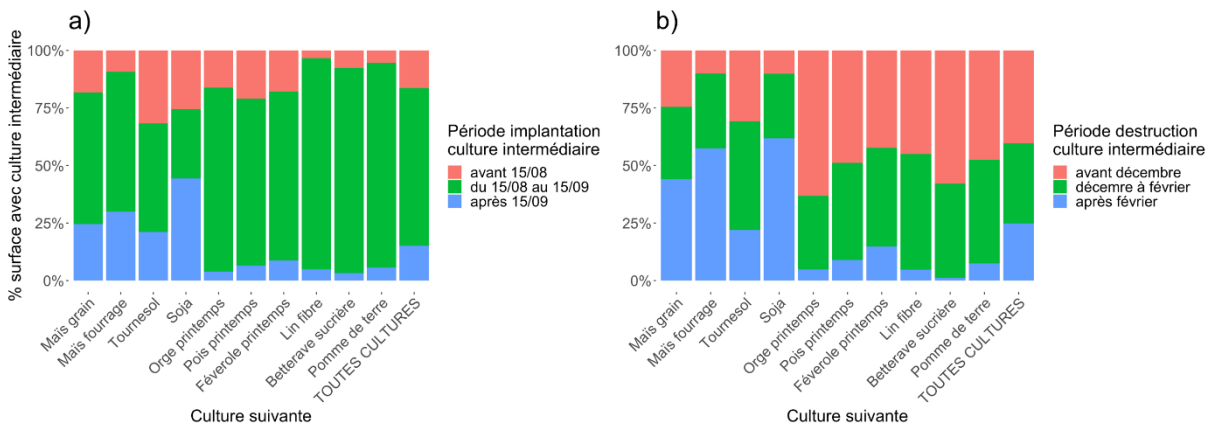 a)
% surface avec culture intermédiaire
100%
75%
50%
25%
0%
Maïs grain
Maïs fourrage
Tournesol
Soja
Orge printemps
Pois printemps
Féverole printemps
Lin fibre
Betterave sucrière
Pomme de terre
TOUTES CULTURES
Culture suivante
Période implantation
culture intermédiaire
avant 15/08
du 15/08 au 15/09
après 15/09
b)
100%
75%
50%
25%
0%
Maïs grain
Maïs fourrage
Tournesol
Soja
Orge printemps
Pois printemps
Féverole printemps
Lin fibre
Betterave sucrière
Pomme de terre
TOUTES CULTURES
Culture suivante
Période destruction
culture intermédiaire
avant décembre
décemre à février
après février